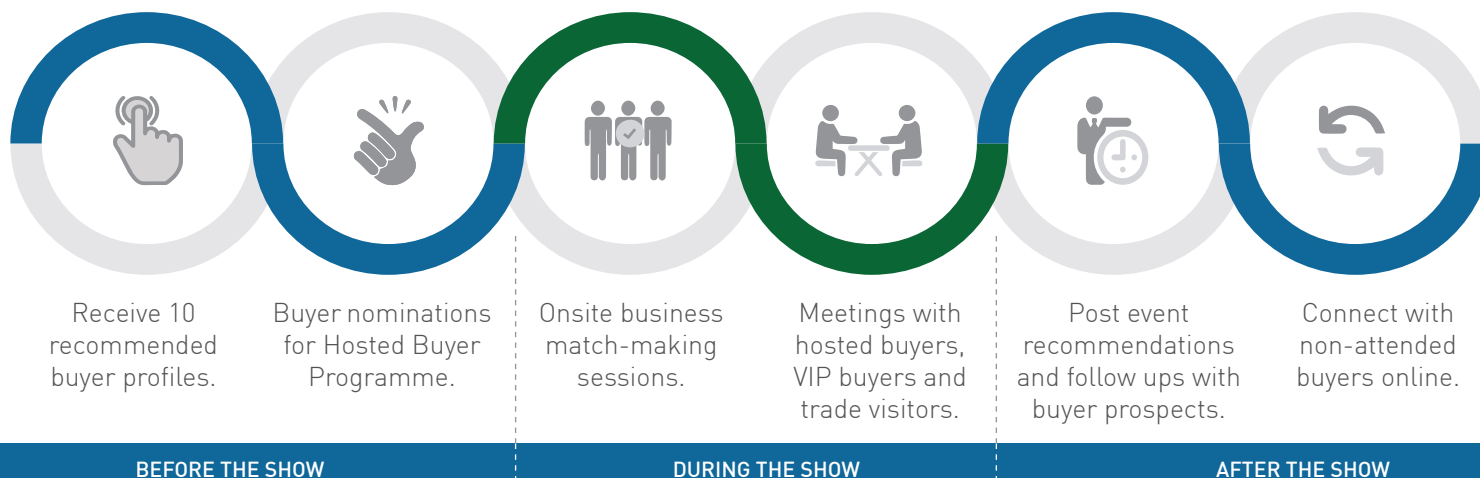 Receive 10
recommended
buyer profiles.
Buyer nominations
for Hosted Buyer
Programme.
Onsite business
match-making
sessions.
Meetings with
hosted buyers,
VIP buyers and
trade visitors.
Post event
recommendations
and follow ups with
buyer prospects.
Connect with
non-attended
buyers online.
BEFORE THE SHOW
DURING THE SHOW
AFTER THE SHOW